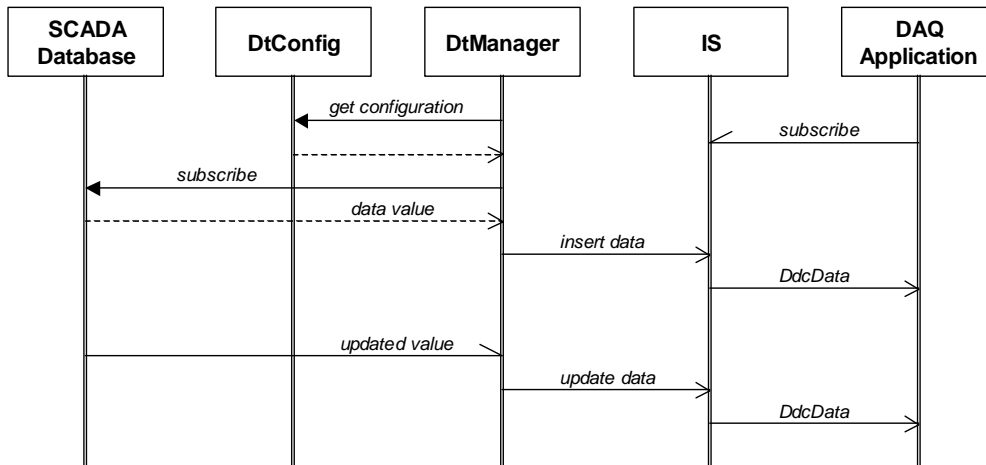 SCADA
Database
DtConfig
DtManager
IS
DAQ
Application
get configuration
subscribe
subscribe
data value
insert data
DdcData
updated value
update data
DdcData